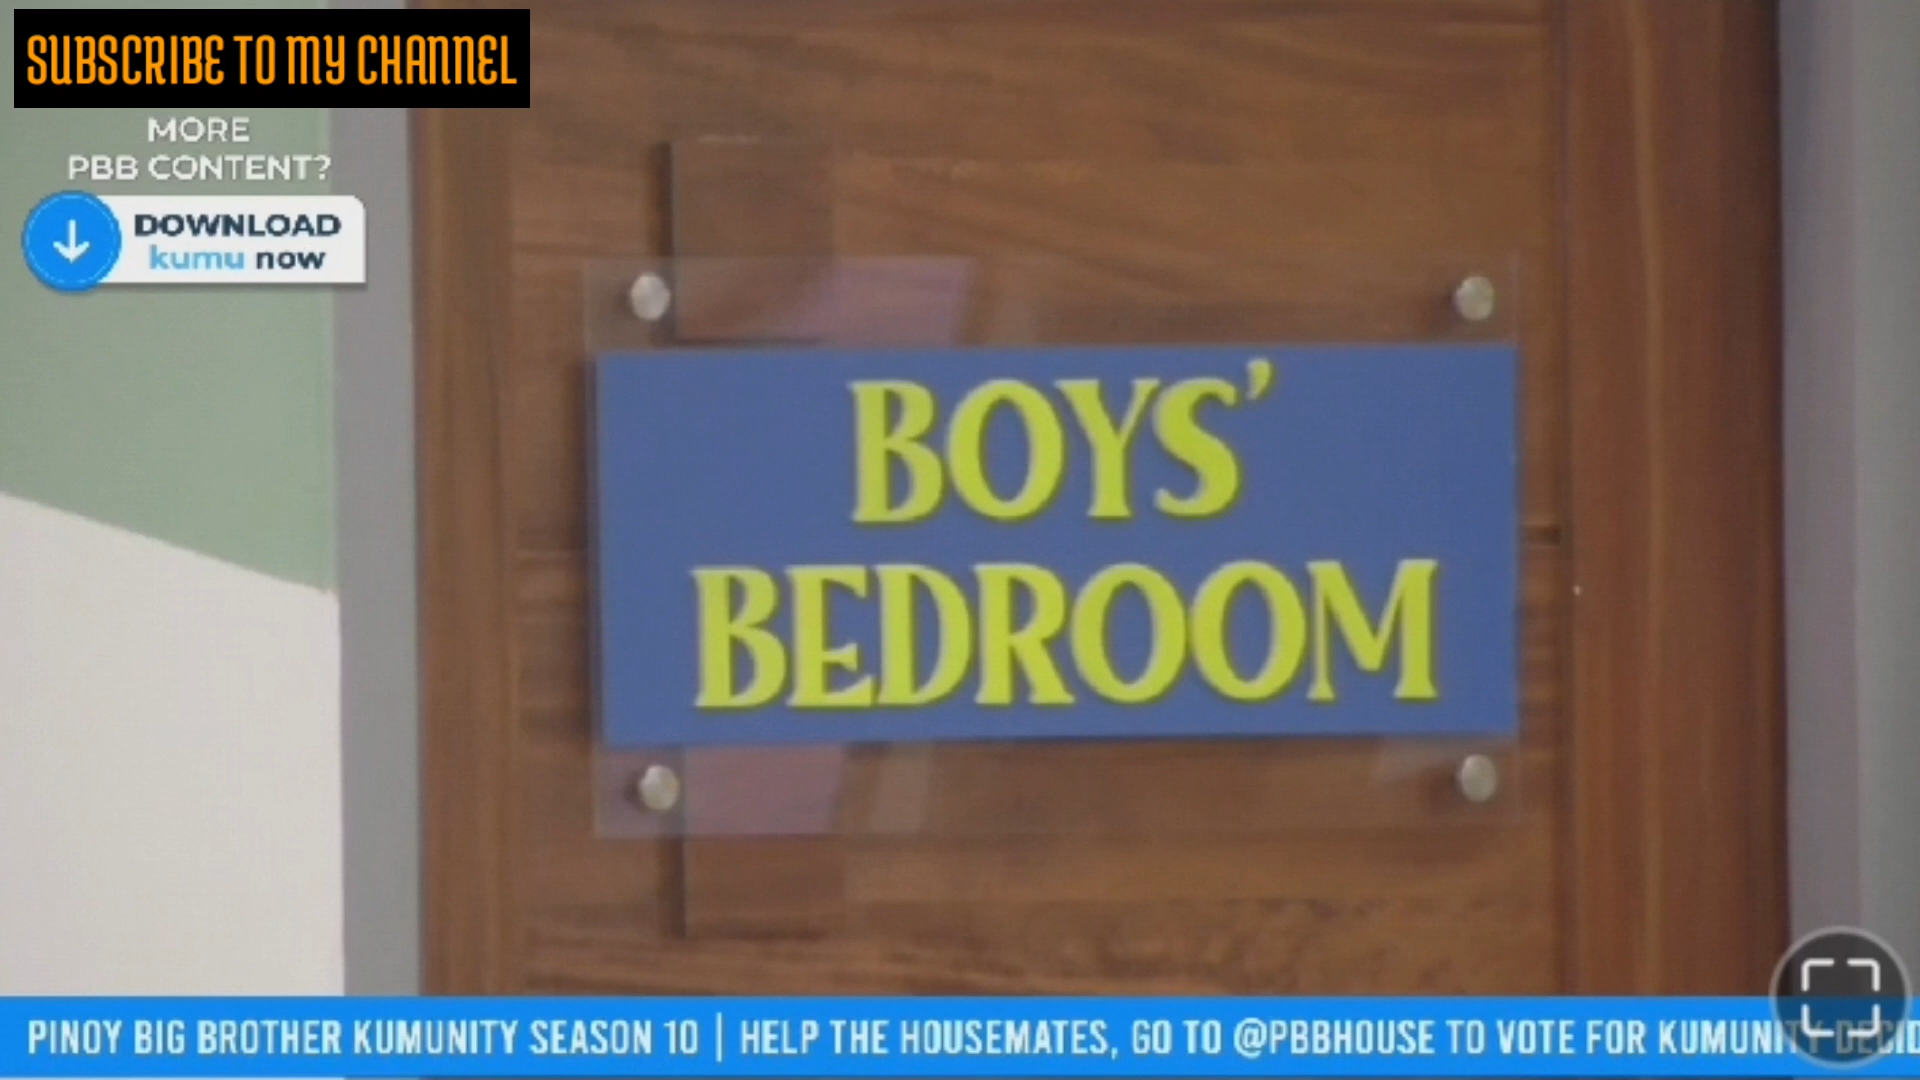 SUBSCRIBE TO MY CHANNEL
MORE
PBB CONTENT?
DOWNLOAD
kumu now
BOYS'
BEDROOM
PINOY BIG BROTHER KUMUNITY SEASON 10 | HELP THE HOUSEMATES, GO TO @PBBHOUSE TO VOTE FOR